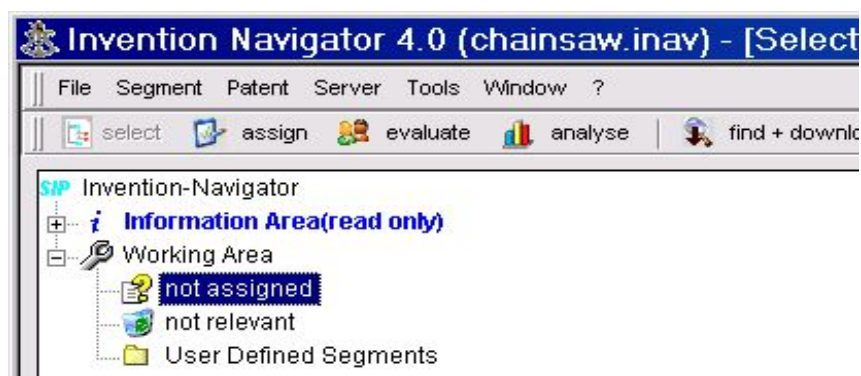 Invention Navigator 4.0 (chainsaw.inav) - [Select
File Segment Patent Server Tools Window ?
select assign evaluate analyse find + downlo
SIP Invention-Navigator
i Information Area(read only)
Working Area
not assigned
not relevant
User Defined Segments